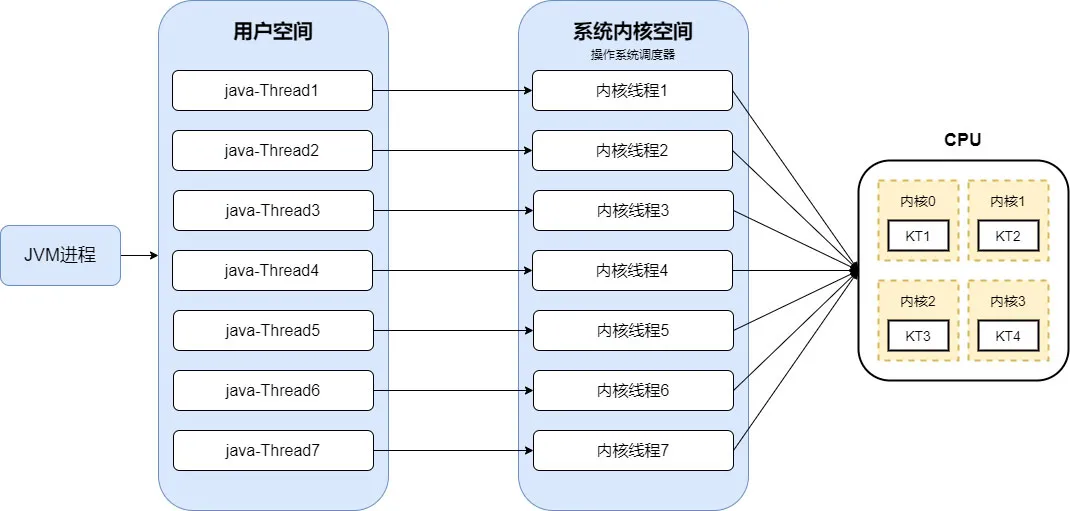 JVM进程
用户空间
java-Thread1
java-Thread2
java-Thread3
java-Thread4
java-Thread5
java-Thread6
java-Thread7
系统内核空间
操作系统调度器
内核线程1
内核线程2
内核线程3
内核线程4
内核线程5
内核线程6
内核线程7
CPU
内核0
KT1
内核1
KT2
内核2
KT3
内核3
KT4